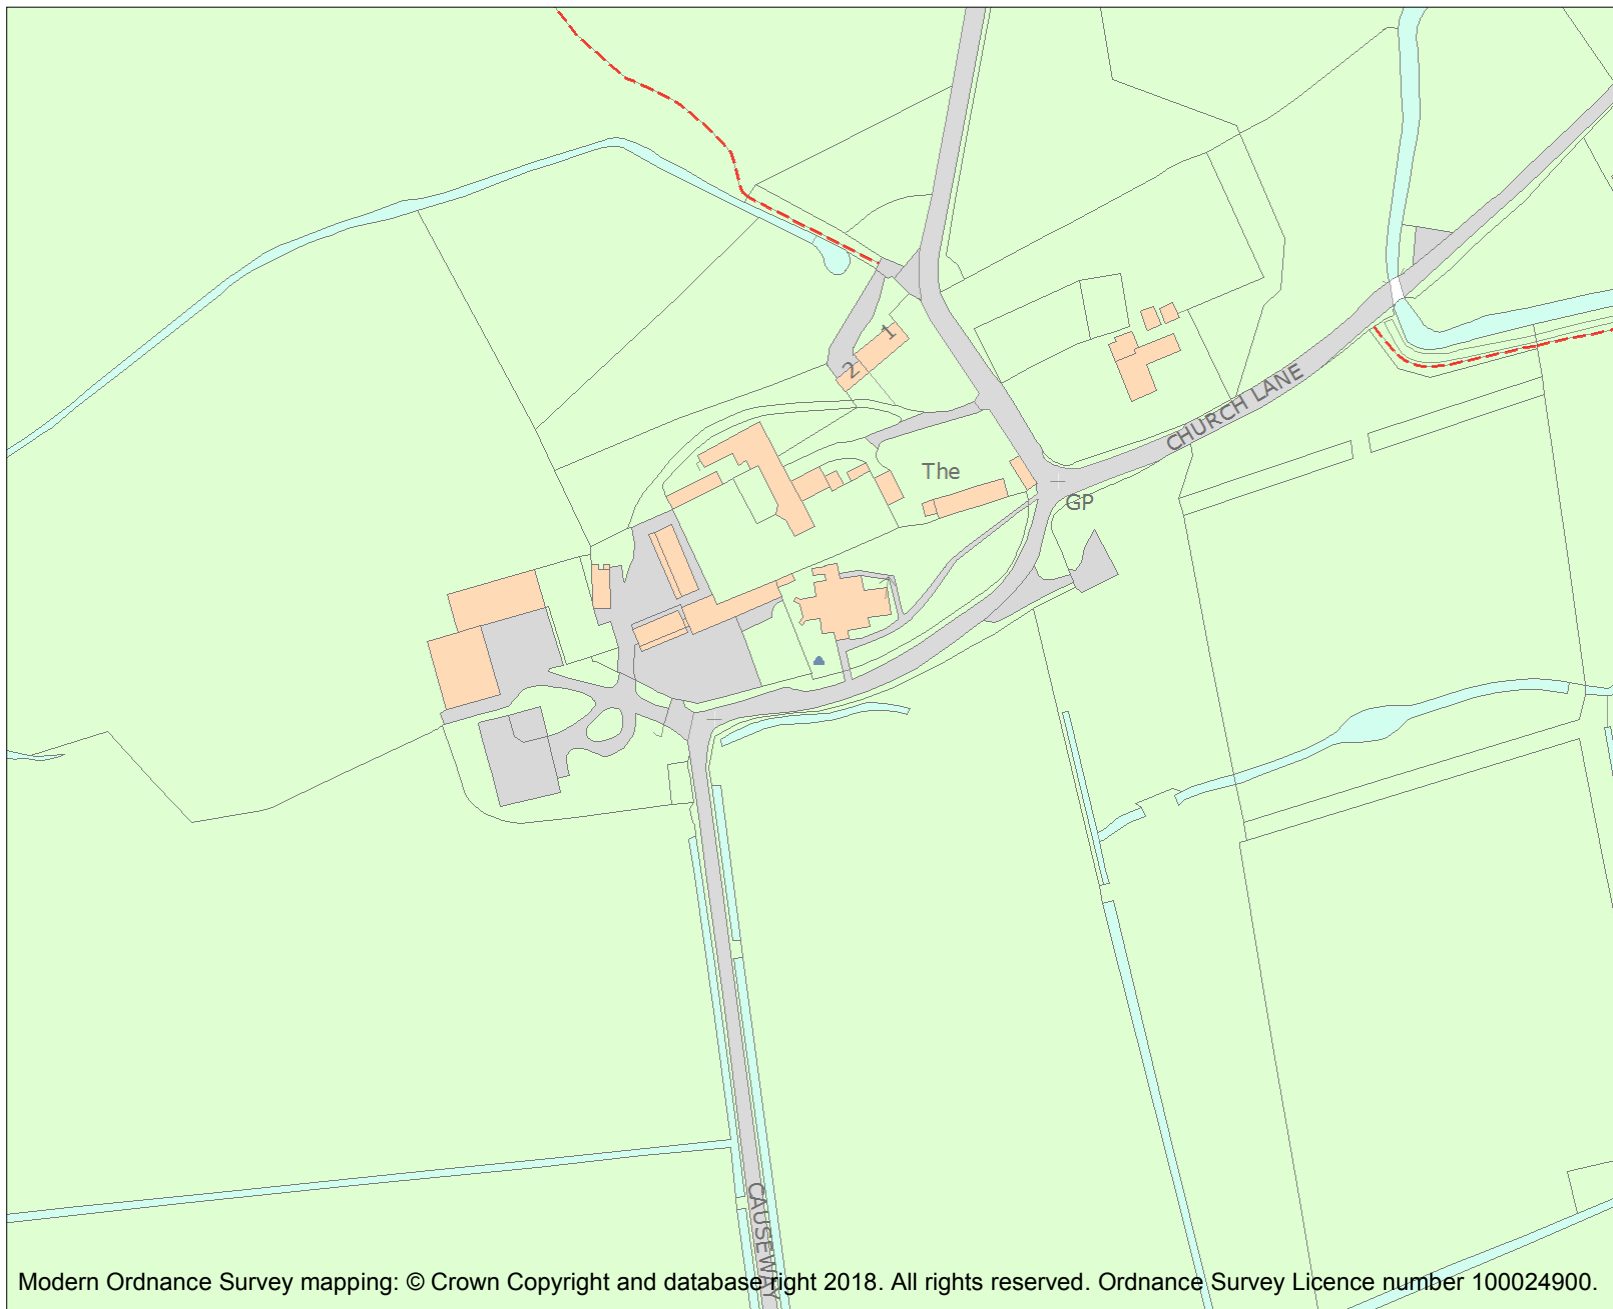 1
2
CHURCH LANE
The
GP
CAUSEWAY
Modern Ordnance Survey mapping: © Crown Copyright and database right 2018. All rights reserved. Ordnance Survey Licence number 100024900.